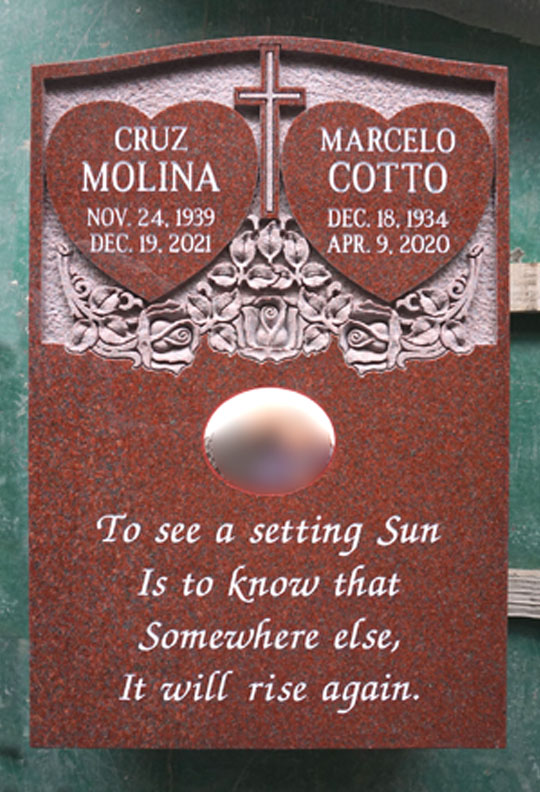 CRUZ
MOLINA
NOV. 24, 1939
DEC. 19, 2021
MARCELO
COTTO
DEC. 18, 1934
APR. 9, 2020
To see a setting Sun
Is to know that
Somewhere else,
It will rise again.